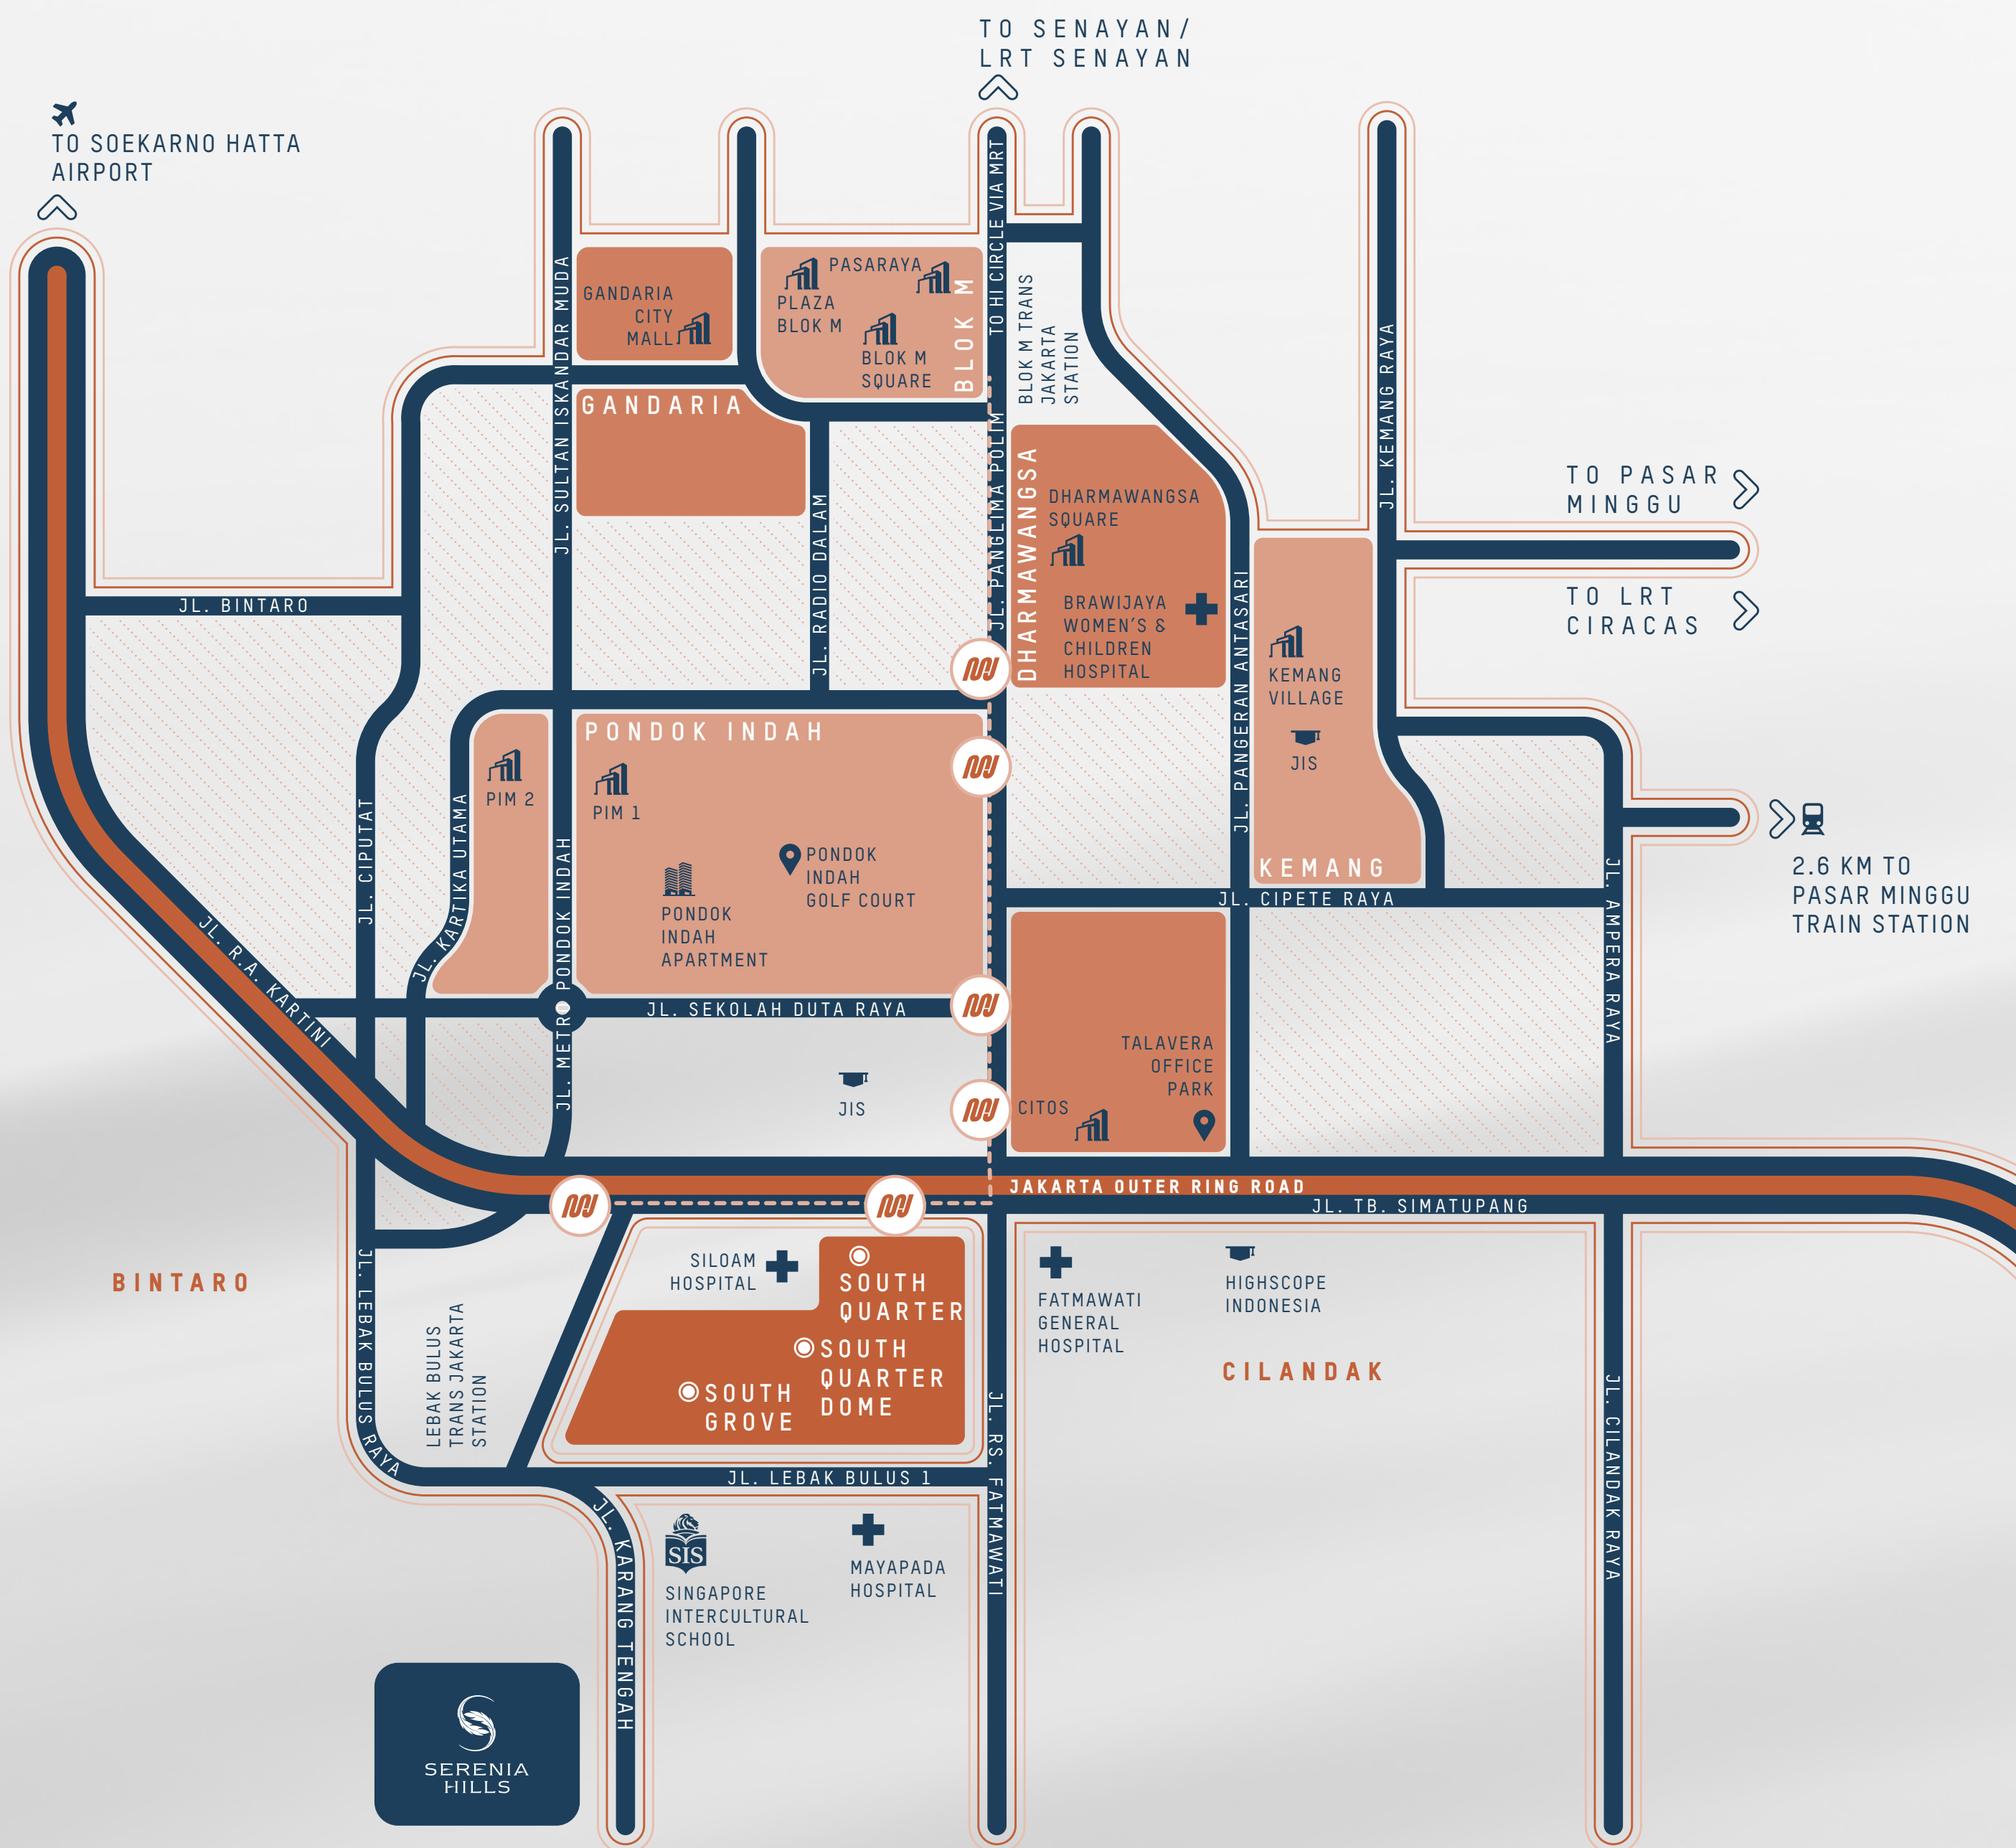 TO SENAYAN/
LRT SENAYAN
TO SOEKARNO HATTA
AIRPORT
JL. SULTAN ISKANDAR MUDA
GANDARIA
CITY
MALL
PASARAYA
PLAZA
BLOK M
BLOK M
SQUARE
BLOK M
TO HI CIRCLE VIA MRT
BLOK M TRANS
JAKARTA
STATION
JL. KEMANG RAYA
GANDARIA
JL. RADIO DALAM
JL. PANGLIMA POLIM
DHARMAWANGSA
DHARMAWANGSA
SQUARE
BRAWIJAYA
WOMEN'S &
CHILDREN
HOSPITAL
JL. PANGERAN ANTASARI
TO PASAR
MINGGU
TO LRT
CIRACAS
JL. BINTARO
KEMANG
VILLAGE
JIS
KEMANG
PONDOK INDAH
PIM 2
PIM 1
JL. CIPUTAT
JL. KARTIKA UTAMA
JL. METRO PONDOK INDAH
PONDOK
INDAH
GOLF COURT
PONDOK
INDAH
APARTMENT
2.6 KM TO
PASAR MINGGU
TRAIN STATION
JL. CIPETE RAYA
JL. AMPERA RAYA
JL. R.A. KARTINI
JL. SEKOLAH DUTA RAYA
JIS
TALAVERA
OFFICE
PARK
CITOS
JAKARTA OUTER RING ROAD
JL. TB. SIMATUPANG
BINTARO
JL. LEBAK BULUS RAYA
LEBAK BULUS
TRANS JAKARTA
STATION
SILOAM
HOSPITAL
SOUTH
QUARTER
SOUTH
QUARTER
DOME
SOUTH
GROVE
FATMAWATI
GENERAL
HOSPITAL
HIGHSCOPE
INDONESIA
CILANDAK
JL. RS. FATMAWATI
JL. CILANDAK RAYA
JL. LEBAK BULUS 1
JL. KARANG TENGAH
SIS
SINGAPORE
INTERCULTURAL
SCHOOL
MAYAPADA
HOSPITAL
SERENIA
HILLS